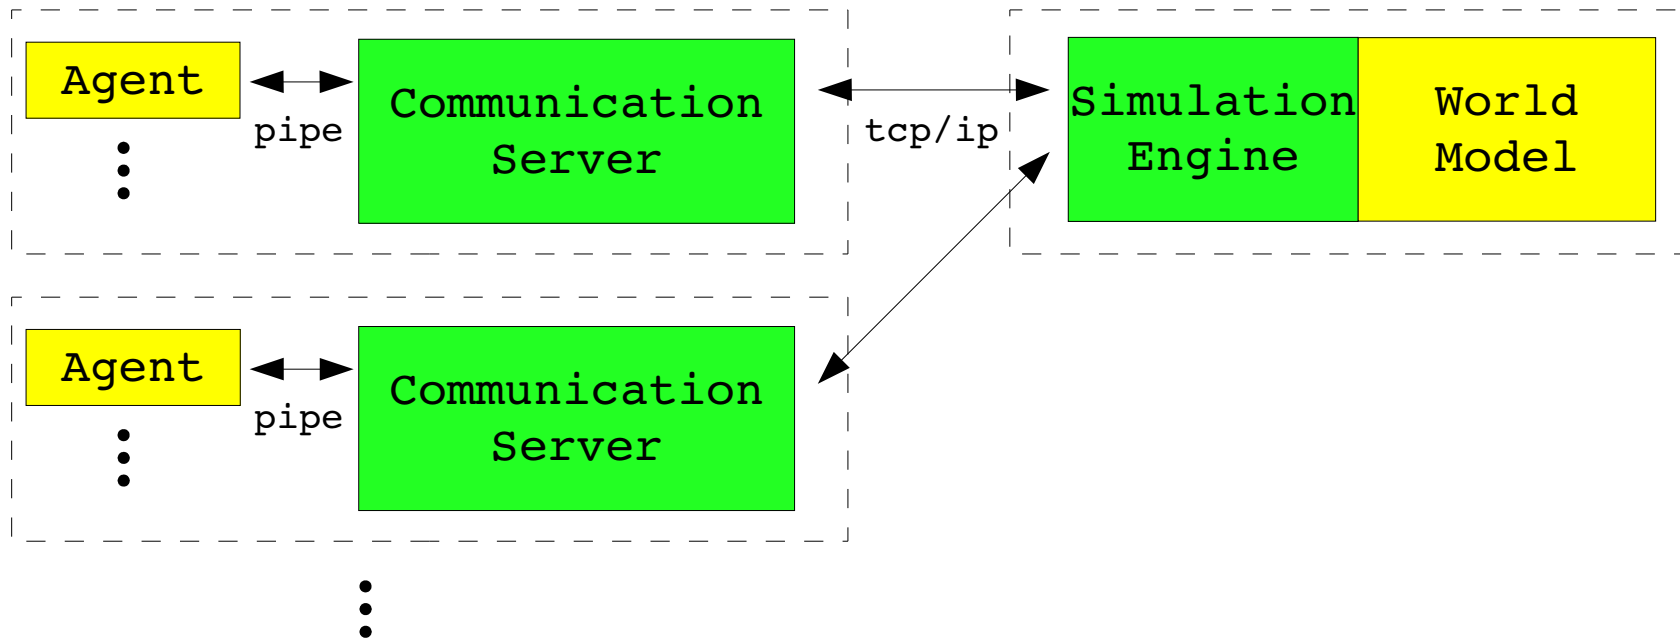 Agent
pipe
Communication
Server
tcp/ip
Simulation
Engine
World
Model
Agent
pipe
Communication
Server